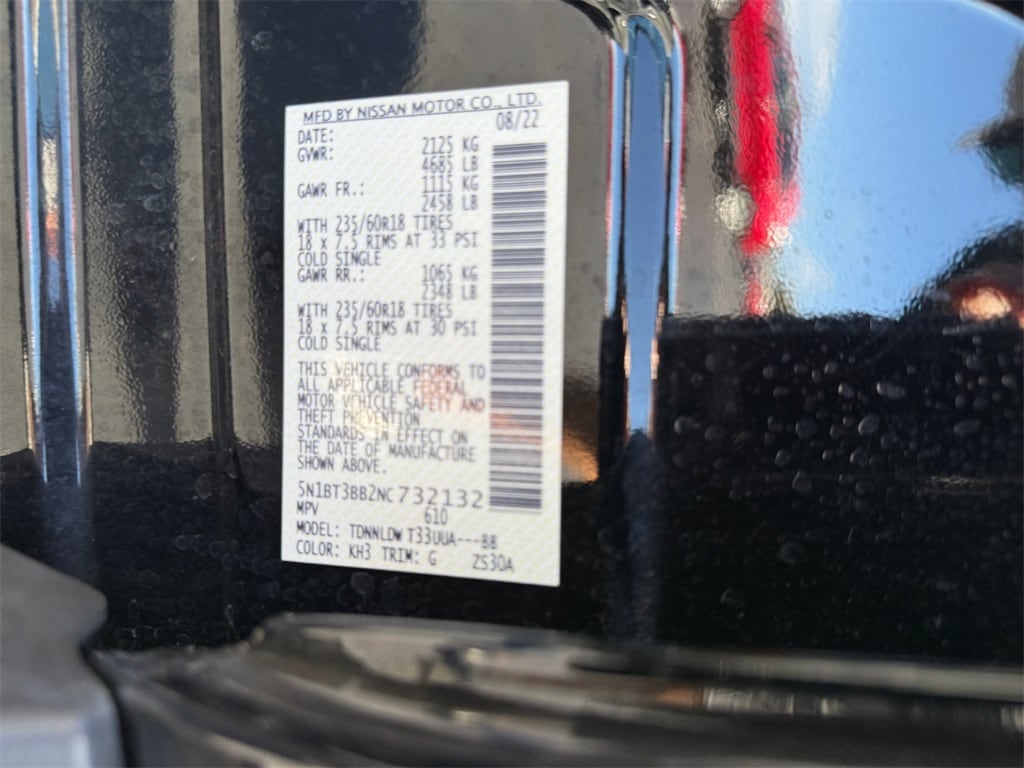 MFD BY NISSAN MOTOR CO., LTD.
DATE: 08/22
GVWR: 2125 KG
4685 LB
GAWR FR.: 1115 KG
2458 LB
WITH 235/60R18 TIRES
18 x 7.5 RIMS AT 33 PSI
COLD SINGLE
GAWR RR.: 1065 KG
2348 LB
WITH 235/60R18 TIRES
18 x 7.5 RIMS AT 30 PSI
COLD SINGLE
THIS VEHICLE CONFORMS TO
ALL APPLICABLE FEDERAL
MOTOR VEHICLE SAFETY AND
THEFT PREVENTION
STANDARDS IN EFFECT ON
THE DATE OF MANUFACTURE
SHOWN ABOVE.
5N1BT3BB2NC732132
MPV 610
MODEL: TDNNLDW T33UUA---BB
COLOR: KH3 TRIM: G ZS30A